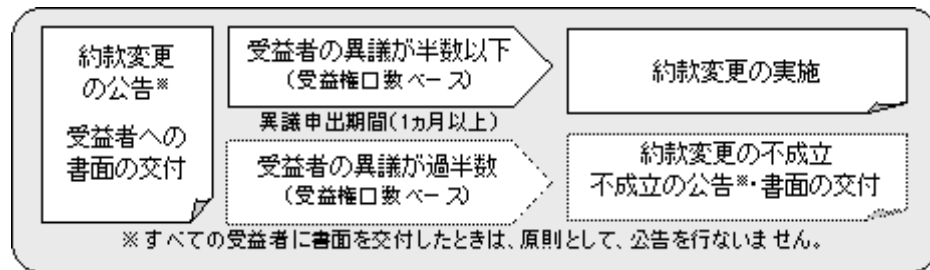 約款変更
の公告※
受益者への
書面の交付
受益者の異議が半数以下
(受益権口数ベース)
異議申出期間(1ヵ月以上)
受益者の異議が過半数
(受益権口数ベース)
約款変更の実施
約款変更の不成立
不成立の公告※・書面の交付
※すべての受益者に書面を交付したときは、原則として、公告を行ないません。